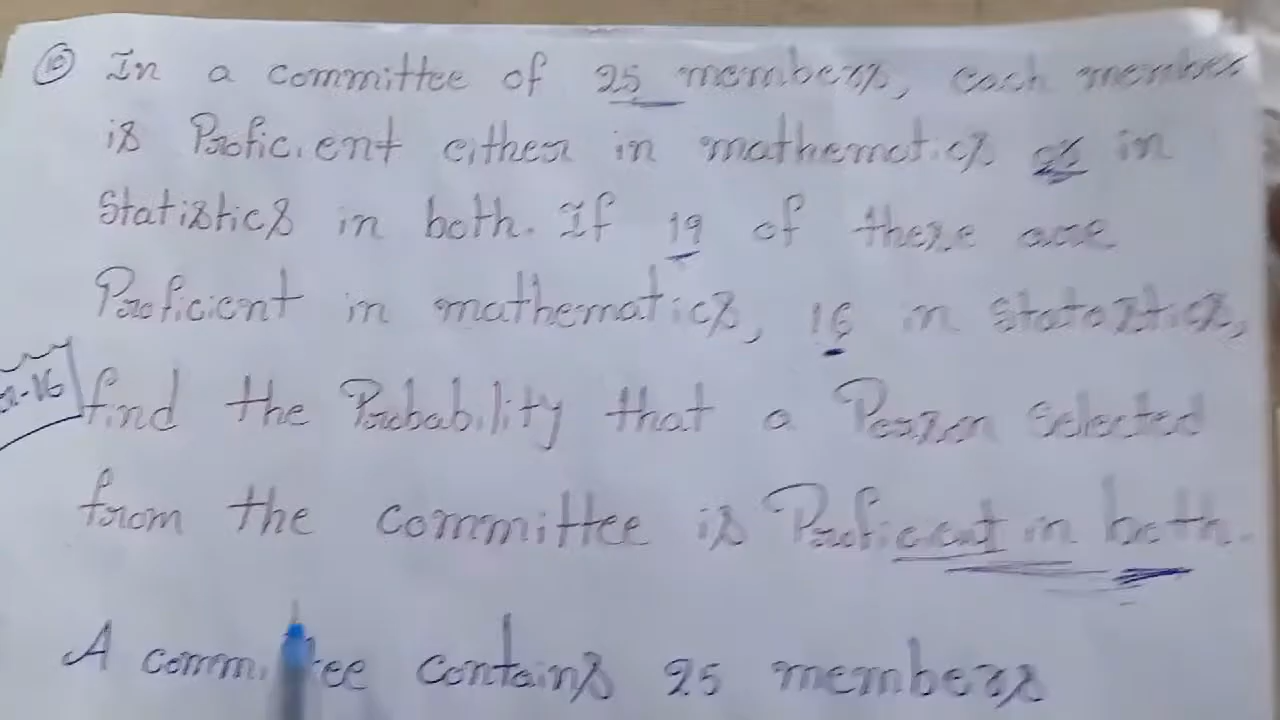 10 In a committee of 25 members, each member
is Proficient either in mathematics or in
Statistics in both. If 19 of these are
Proficient in mathematics, 16 in Statistics,
find the Probability that a Person Selected
from the committee is Proficient in both.
A committee contains 25 members